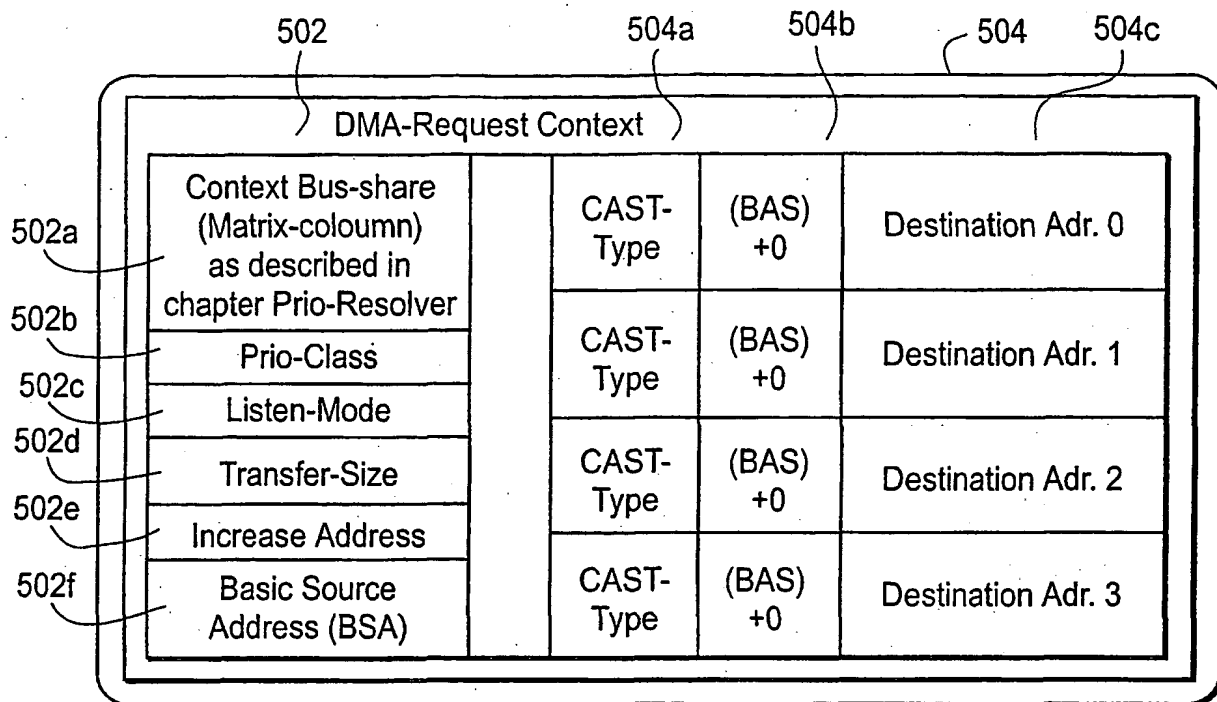 502
504a
504b
504
504c
DMA-Request Context
502a
Context Bus-share
(Matrix-coloumn)
as described in
chapter Prio-Resolver
502b
Prio-Class
502c
Listen-Mode
502d
Transfer-Size
502e
Increase Address
502f
Basic Source
Address (BSA)
CAST-
Type
(BAS)
+0
Destination Adr. 0
CAST-
Type
(BAS)
+0
Destination Adr. 1
CAST-
Type
(BAS)
+0
Destination Adr. 2
CAST-
Type
(BAS)
+0
Destination Adr. 3